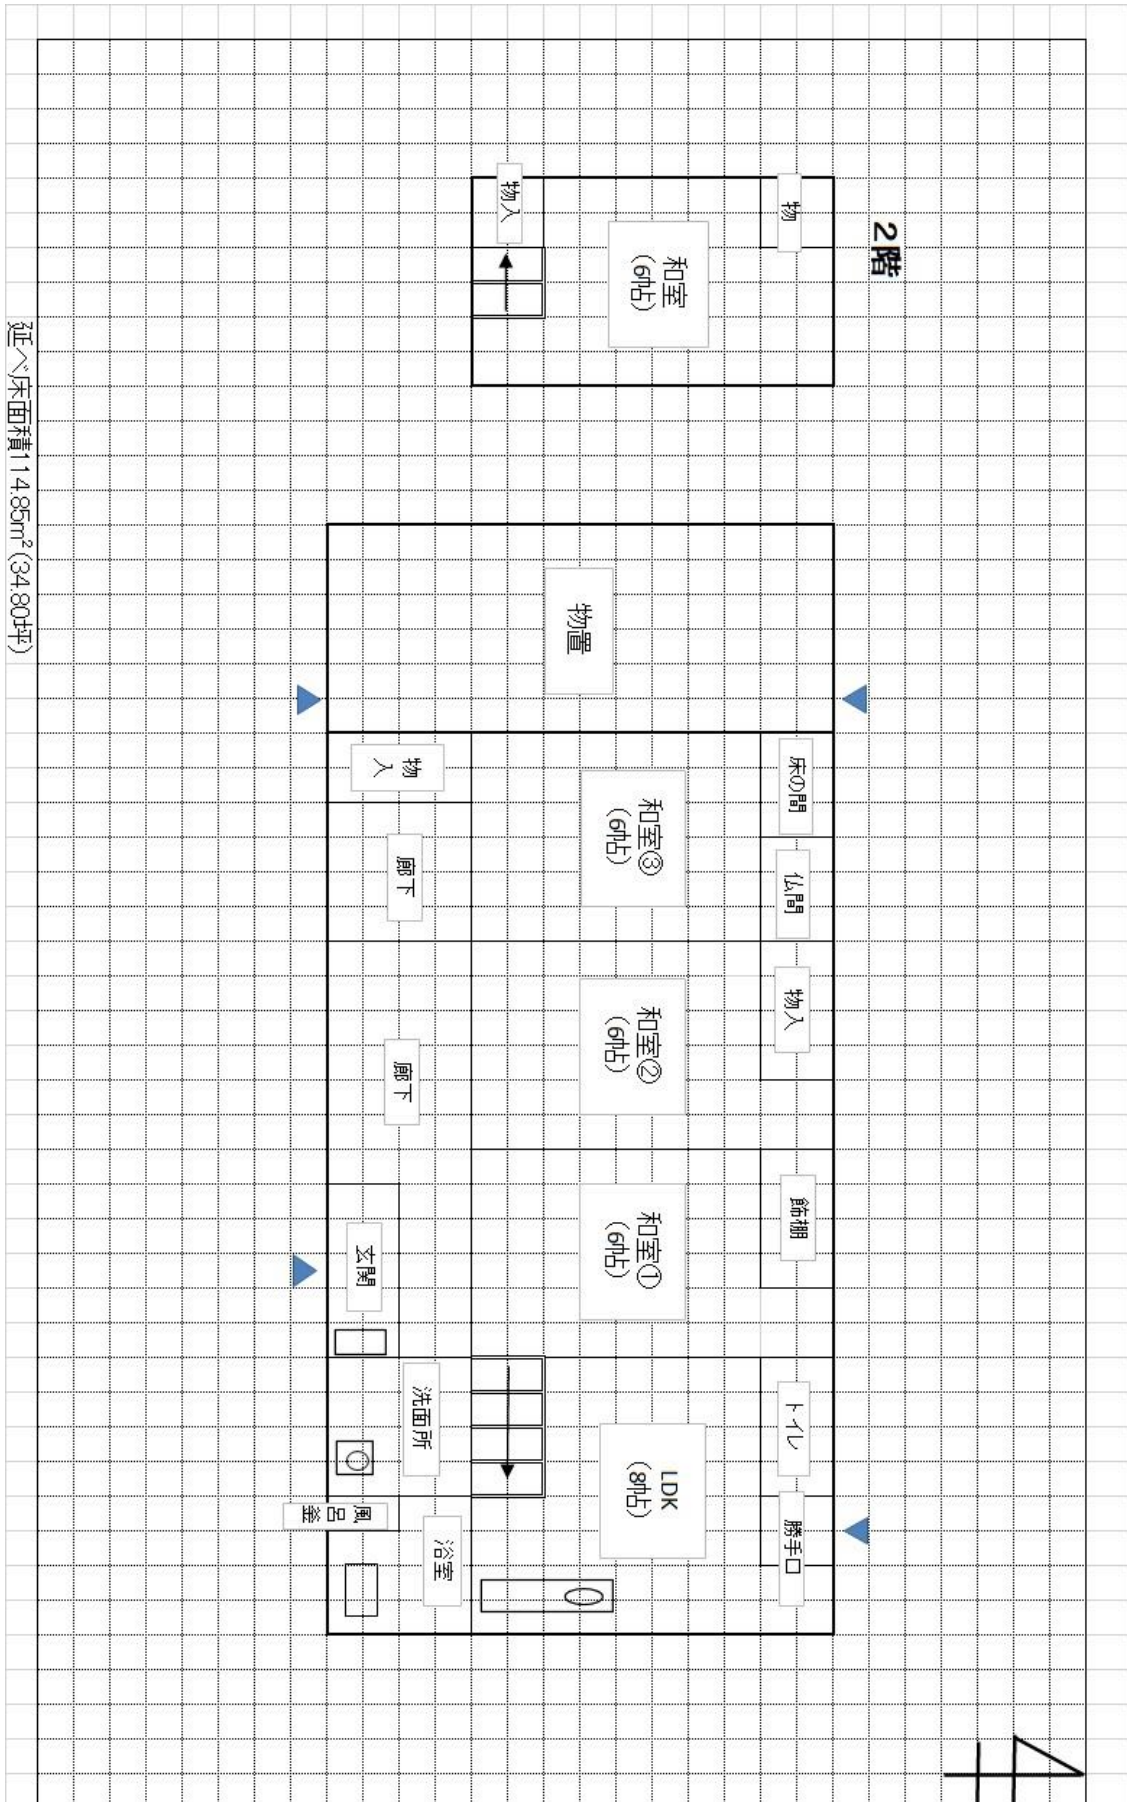 2階
物
物入
和室
(6帖)
物置
床の間
仏間
物入
飾棚
トイレ
勝手口
和室③
(6帖)
和室②
(6帖)
和室①
(6帖)
LDK
(8帖)
物入
廊下
廊下
玄関
洗面所
風呂釜
浴室
延べ床面積114.85m²(34.80坪)